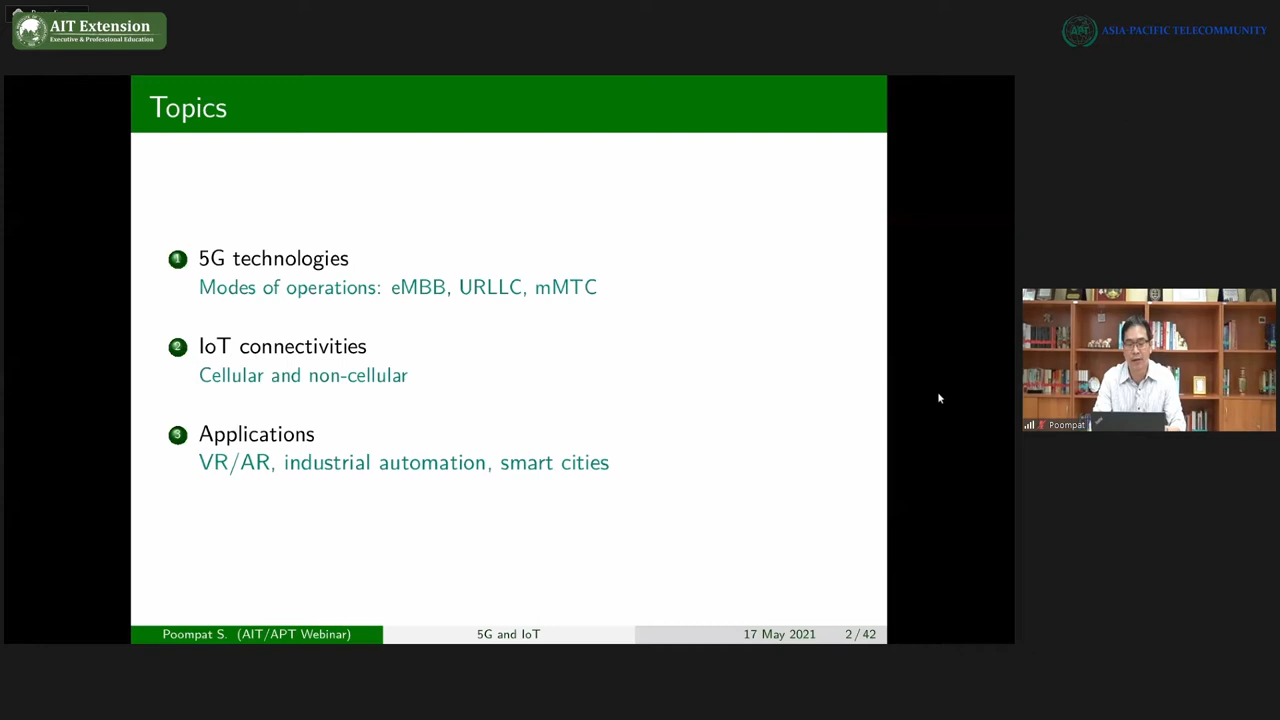 AIT Extension
Executive & Professional Education
APT
ASIA-PACIFIC TELECOMMUNITY
Topics
1 5G technologies
Modes of operations: eMBB, URLLC, mMTC
2 IoT connectivities
Cellular and non-cellular
3 Applications
VR/AR, industrial automation, smart cities
Poompat
Poompat S. (AIT/APT Webinar) 5G and IoT 17 May 2021 2 / 42